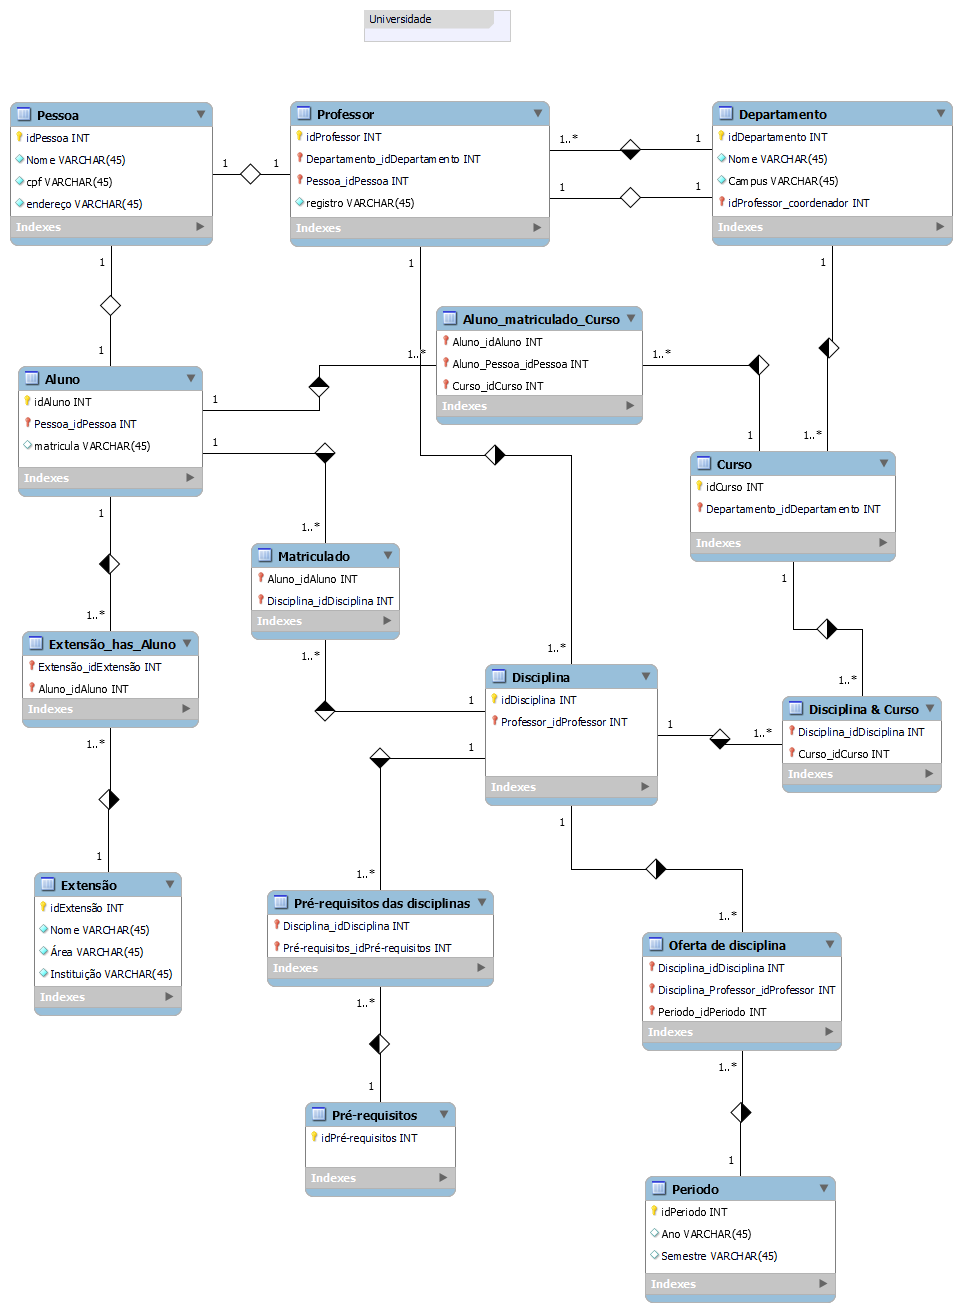 Universidade
Pessoa
idPessoa INT
Nome VARCHAR(45)
cpf VARCHAR(45)
endereço VARCHAR(45)
Indexes
1
1
Professor
idProfessor INT
Departamento_idDepartamento INT
Pessoa_idPessoa INT
registro VARCHAR(45)
Indexes
1..*
1
1
1
Departamento
idDepartamento INT
Nome VARCHAR(45)
Campus VARCHAR(45)
idProfessor_coordenador INT
Indexes
1
1
1
1
1..*
Aluno_matriculado_Curso
Aluno_idAluno INT
Aluno_Pessoa_idPessoa INT
Curso_idCurso INT
Indexes
1..*
1..*
1
Aluno
idAluno INT
Pessoa_idPessoa INT
matricula VARCHAR(45)
Indexes
1
1
1..*
1
1..*
Curso
idCurso INT
Departamento_idDepartamento INT
Indexes
1
1..*
Matriculado
Aluno_idAluno INT
Disciplina_idDisciplina INT
Indexes
1..*
1
1..*
Extensão_has_Aluno
Extensão_idExtensão INT
Aluno_idAluno INT
Indexes
1..*
1
Disciplina
idDisciplina INT
Professor_idProfessor INT
Indexes
1
1
1..*
1
1..*
Disciplina & Curso
Disciplina_idDisciplina INT
Curso_idCurso INT
Indexes
Extensão
idExtensão INT
Nome VARCHAR(45)
Área VARCHAR(45)
Instituição VARCHAR(45)
Indexes
Pré-requisitos das disciplinas
Disciplina_idDisciplina INT
Pré-requisitos_idPré-requisitos INT
Indexes
1..*
1
1..*
Oferta de disciplina
Disciplina_idDisciplina INT
Disciplina_Professor_idProfessor INT
Periodo_idPeriodo INT
Indexes
1..*
1
Pré-requisitos
idPré-requisitos INT
Indexes
Periodo
idPeriodo INT
Ano VARCHAR(45)
Semestre VARCHAR(45)
Indexes